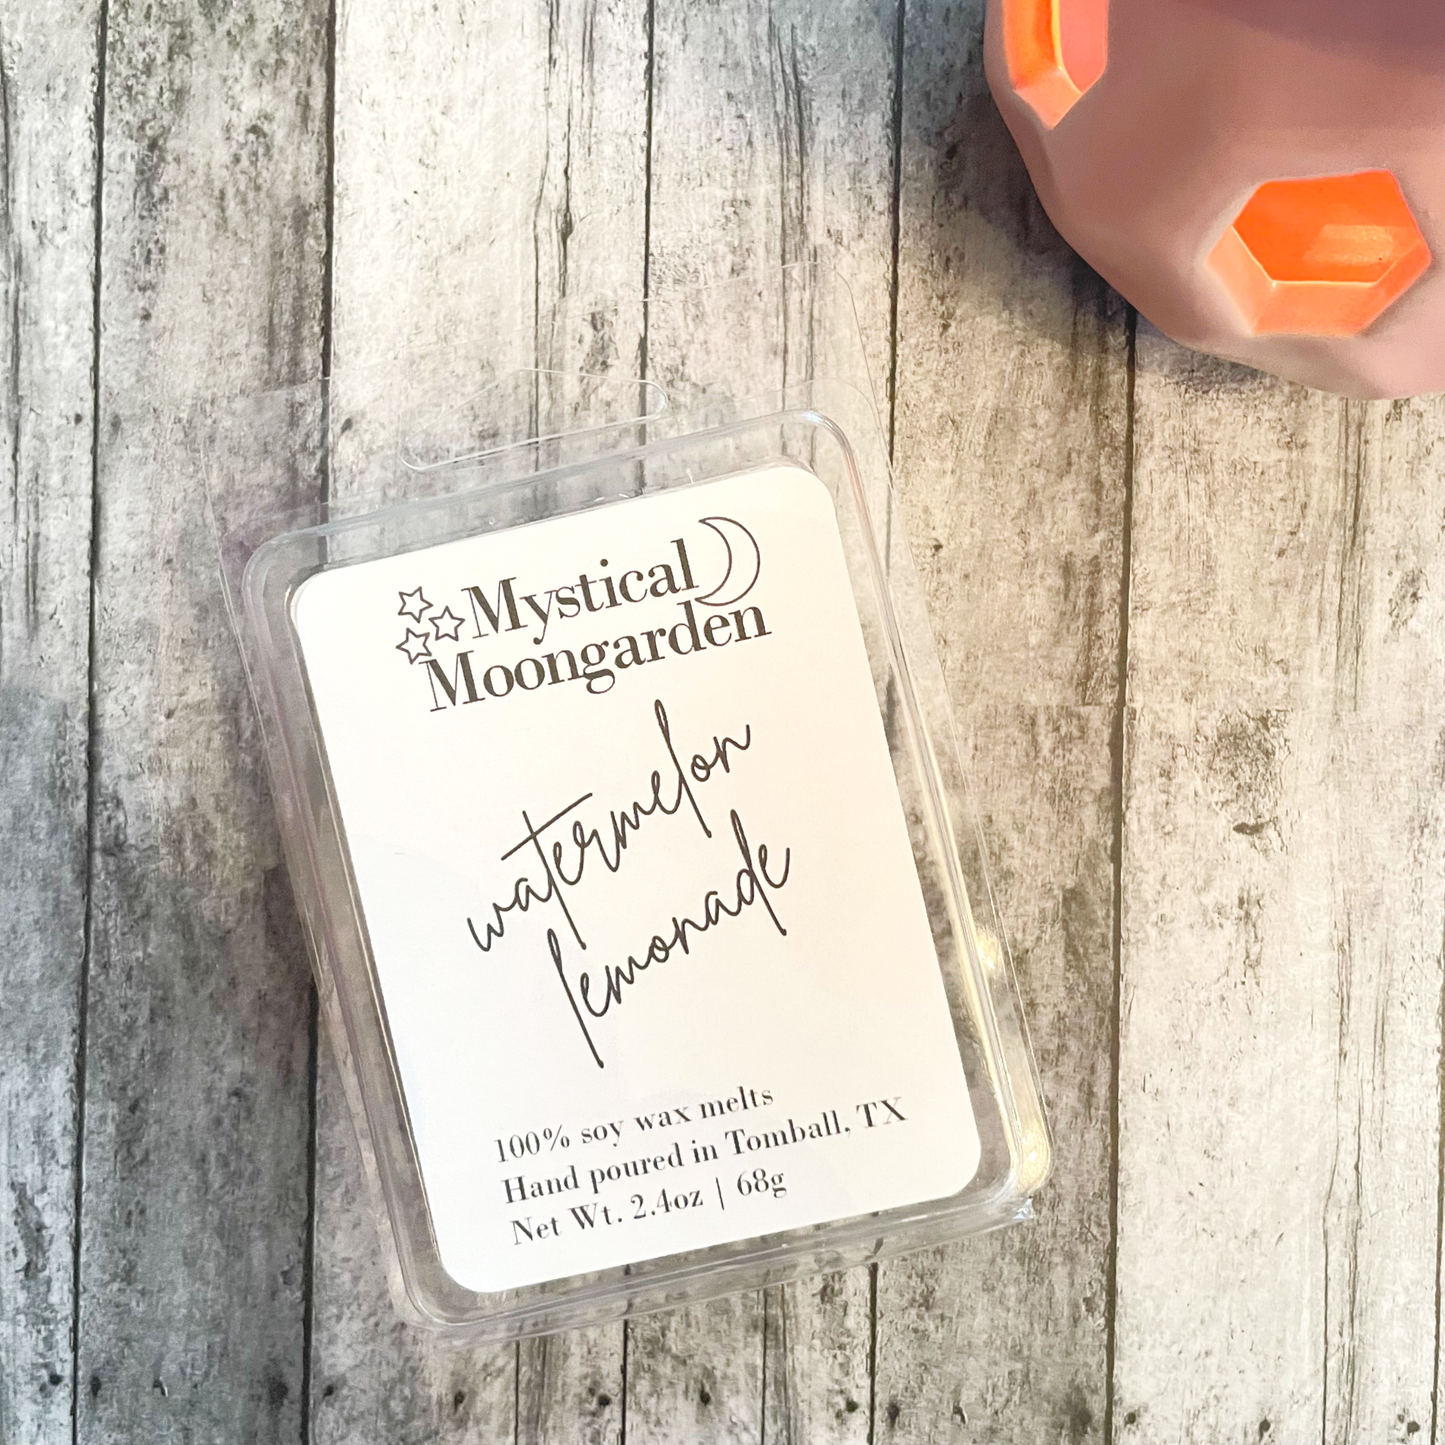 Mystical
Moongarden
watermelon
lemonade
100% soy wax melts
Hand poured in Tomball, TX
Net Wt. 2.4oz | 68g